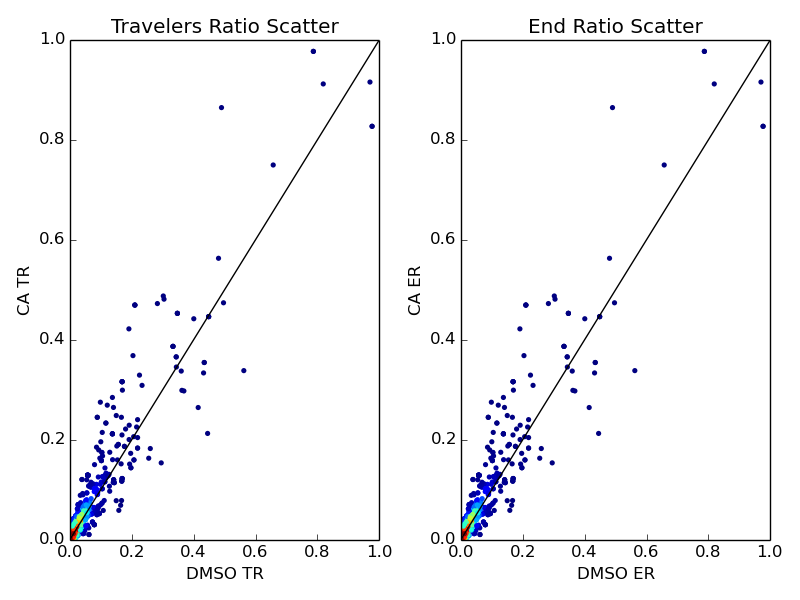 Travelers Ratio Scatter
1.0
0.8
0.6
0.4
0.2
0.0
CA TR
0.0 0.2 0.4 0.6 0.8 1.0
DMSO TR
End Ratio Scatter
1.0
0.8
0.6
0.4
0.2
0.0
CA ER
0.0 0.2 0.4 0.6 0.8 1.0
DMSO ER